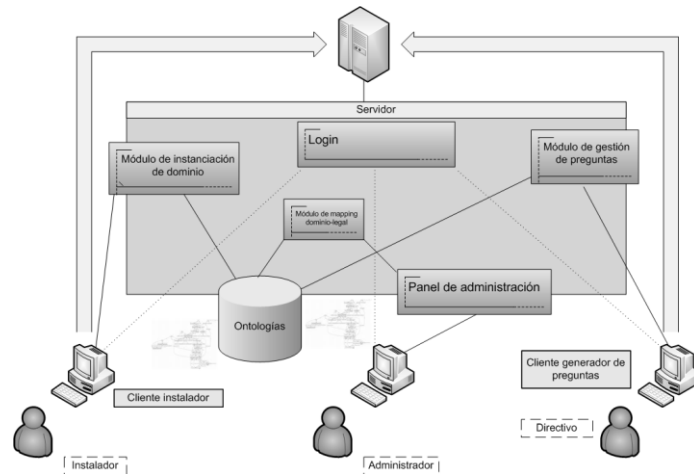 Servidor
Login
Módulo de instanciación
de dominio
Módulo de gestión
de preguntas
Módulo de mapping
dominio-legal
Panel de administración
Ontologías
Cliente instalador
Cliente generador de
preguntas
Directivo
Instalador
Administrador